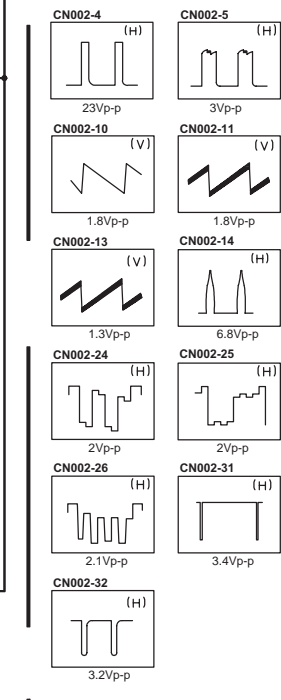 CN002-4
(H)
23Vp-p
CN002-5
(H)
3Vp-p
CN002-10
(V)
1.8Vp-p
CN002-11
(V)
1.8Vp-p
CN002-13
(V)
1.3Vp-p
CN002-14
(H)
6.8Vp-p
CN002-24
(H)
2Vp-p
CN002-25
(H)
2Vp-p
CN002-26
(H)
2.1Vp-p
CN002-31
(H)
3.4Vp-p
CN002-32
(H)
3.2Vp-p